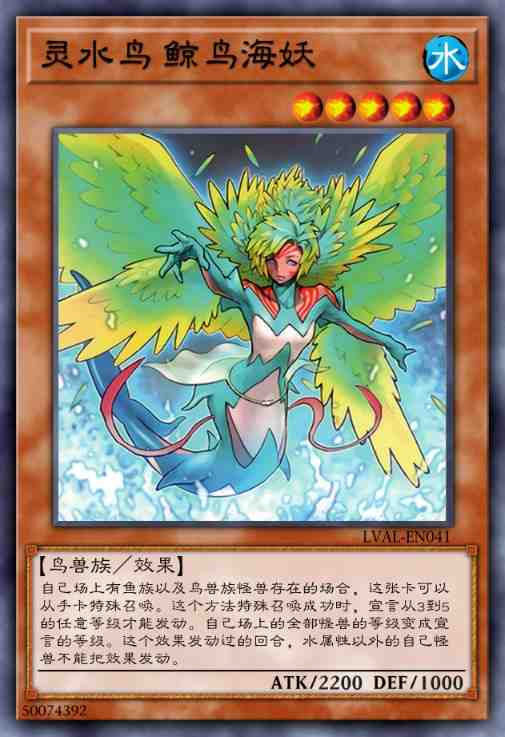 灵水鸟 鲸鸟海妖
水
LVAL-EN041
【鸟兽族／效果】
自己场上有鱼族以及鸟兽族怪兽存在的场合，这张卡可以
从手卡特殊召唤。这个方法特殊召唤成功时，宣言从3到5
的任意等级才能发动。自己场上的全部怪兽的等级变成宣
言的等级。这个效果发动过的回合，水属性以外的自己怪
兽不能把效果发动。
ATK/2200 DEF/1000
50074392